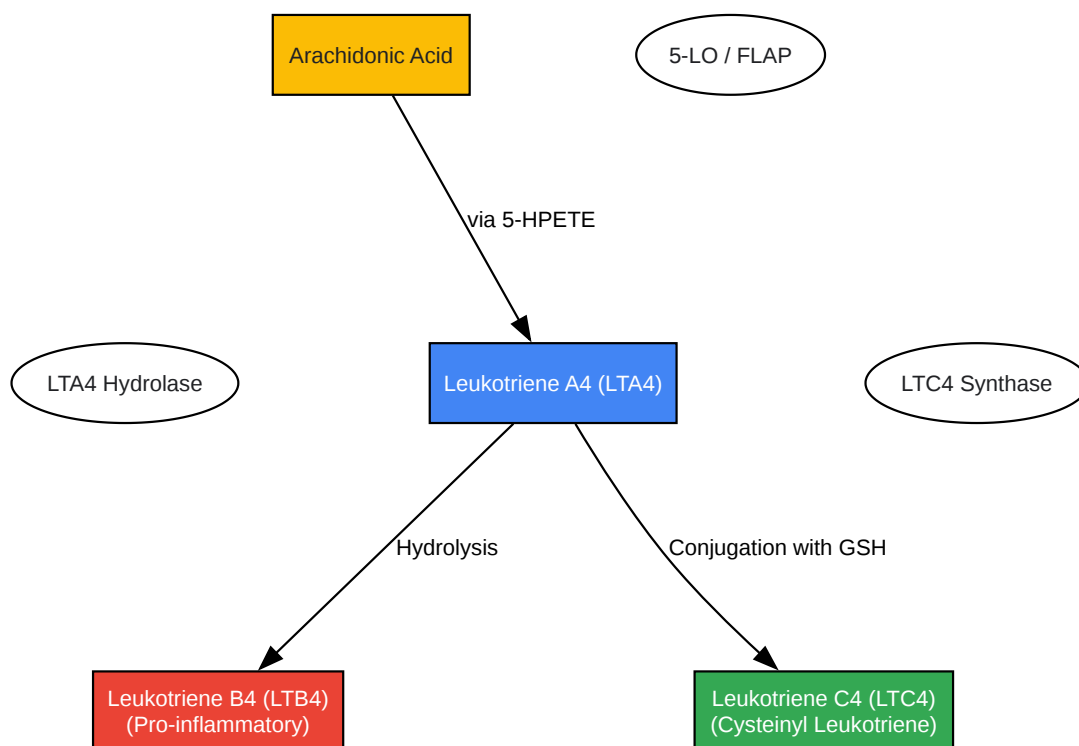 Arachidonic Acid
5-LO / FLAP
via 5-HPETE
LTA4 Hydrolase
Leukotriene A4 (LTA4)
LTC4 Synthase
Hydrolysis
Conjugation with GSH
Leukotriene B4 (LTB4)
(Pro-inflammatory)
Leukotriene C4 (LTC4)
(Cysteinyl Leukotriene)